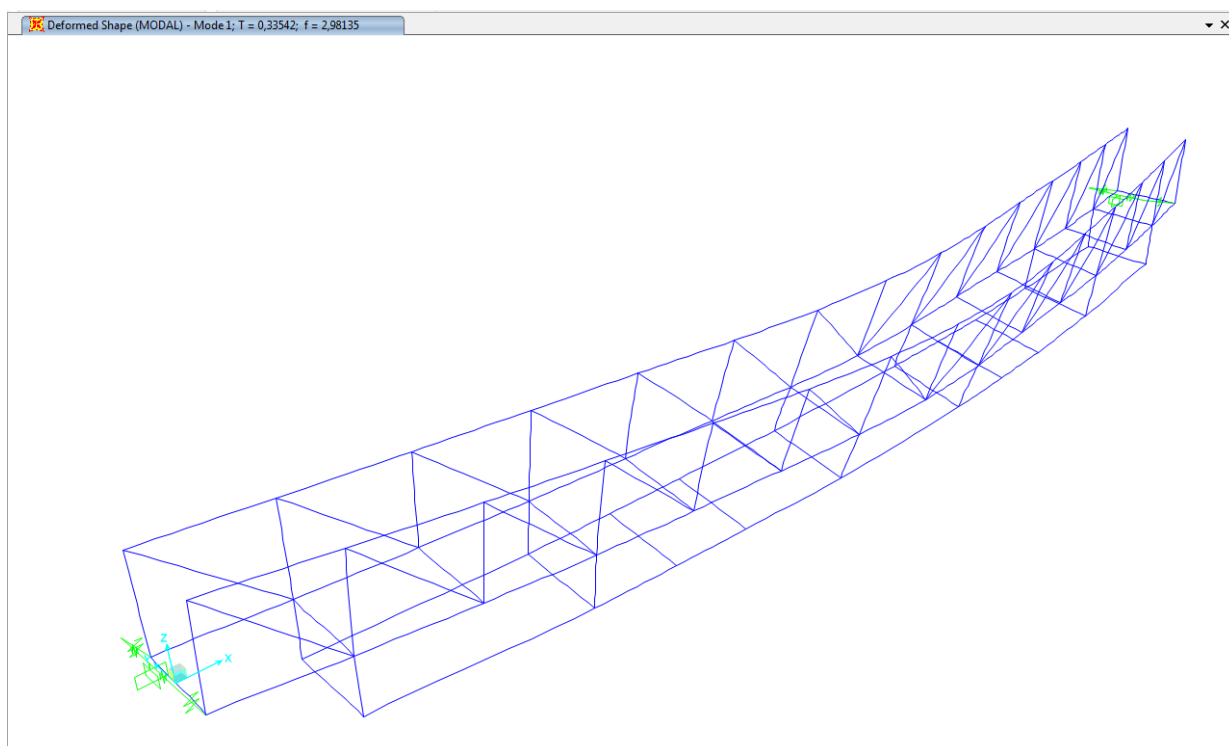 Deformed Shape (MODAL) - Mode 1; T = 0,33542; f = 2,98135
Z
X